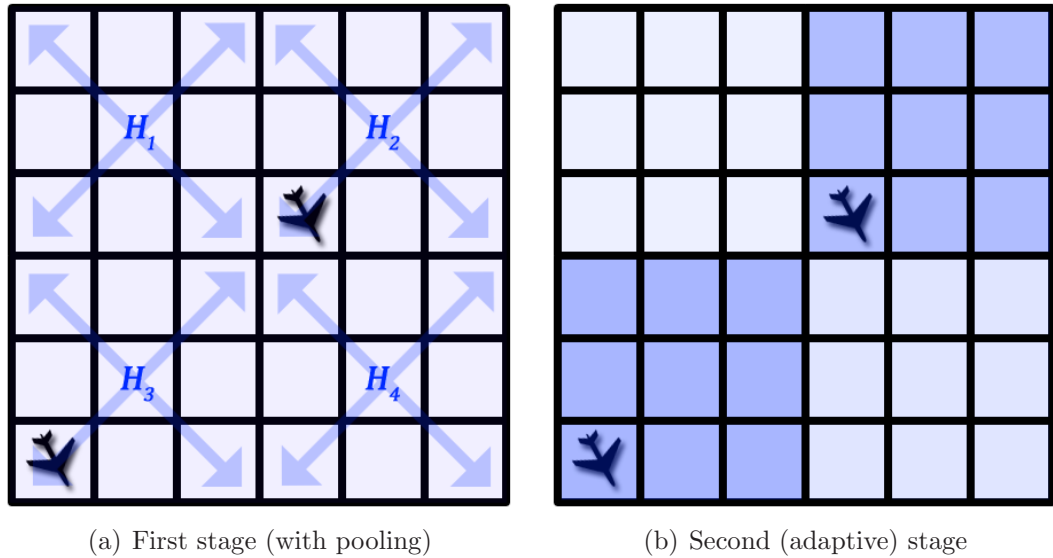 H₁ H₂
H₃ H₄
(a) First stage (with pooling) (b) Second (adaptive) stage